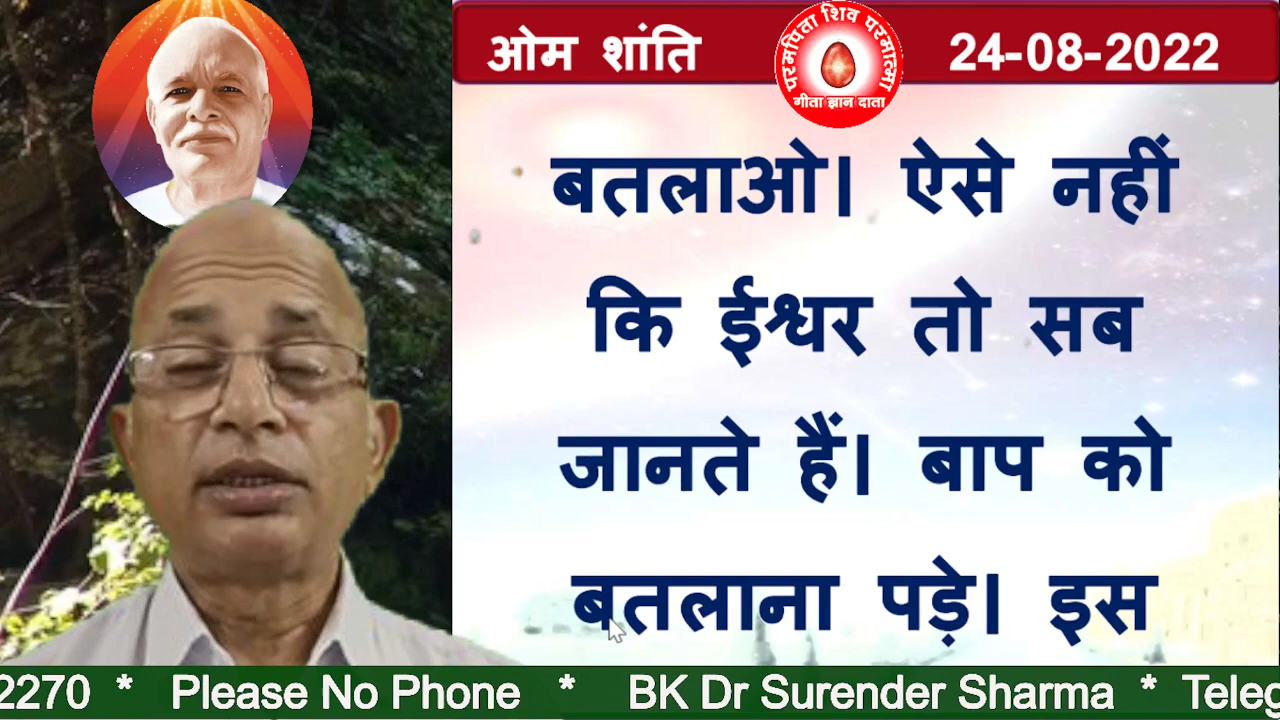 ओम शांति
परमपिता शिव परमात्मा
गीता ज्ञान दाता
24-08-2022
बतलाओ। ऐसे नहीं
कि ईश्वर तो सब
जानते हैं। बाप को
बतलाना पड़े। इस
2270 * Please No Phone * BK Dr Surender Sharma * Teleg